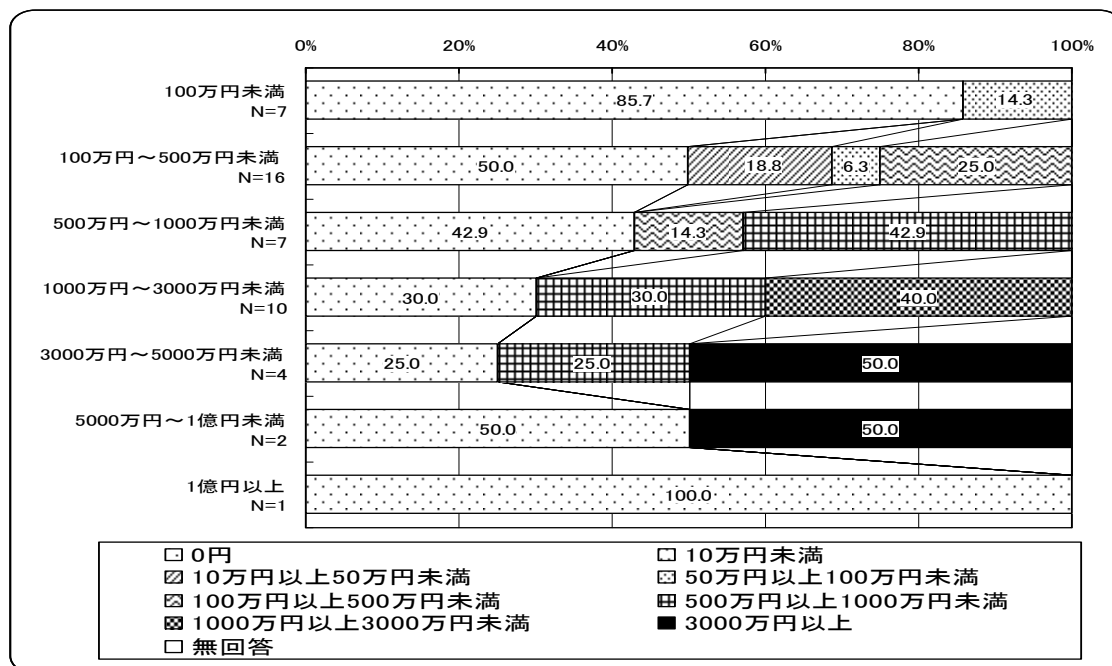 0% 20% 40% 60% 80% 100%
100万円未満
N=7
85.7 14.3
100万円～500万円未満
N=16
50.0 18.8 6.3 25.0
500万円～1000万円未満
N=7
42.9 14.3 42.9
1000万円～3000万円未満
N=10
30.0 30.0 40.0
3000万円～5000万円未満
N=4
25.0 25.0 50.0
5000万円～1億円未満
N=2
50.0 50.0
1億円以上
N=1
100.0
0円 10万円未満
10万円以上50万円未満 50万円以上100万円未満
100万円以上500万円未満 500万円以上1000万円未満
1000万円以上3000万円未満 3000万円以上
無回答